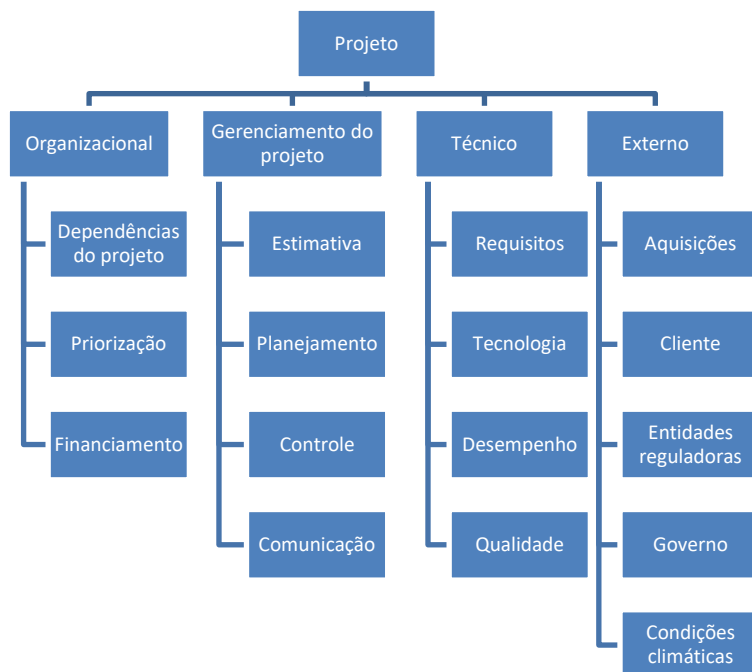 Projeto
Organizacional
Gerenciamento do
projeto
Técnico
Externo
Dependências
do projeto
Estimativa
Requisitos
Aquisições
Priorização
Planejamento
Tecnologia
Cliente
Financiamento
Controle
Desempenho
Entidades
reguladoras
Comunicação
Qualidade
Governo
Condições
climáticas